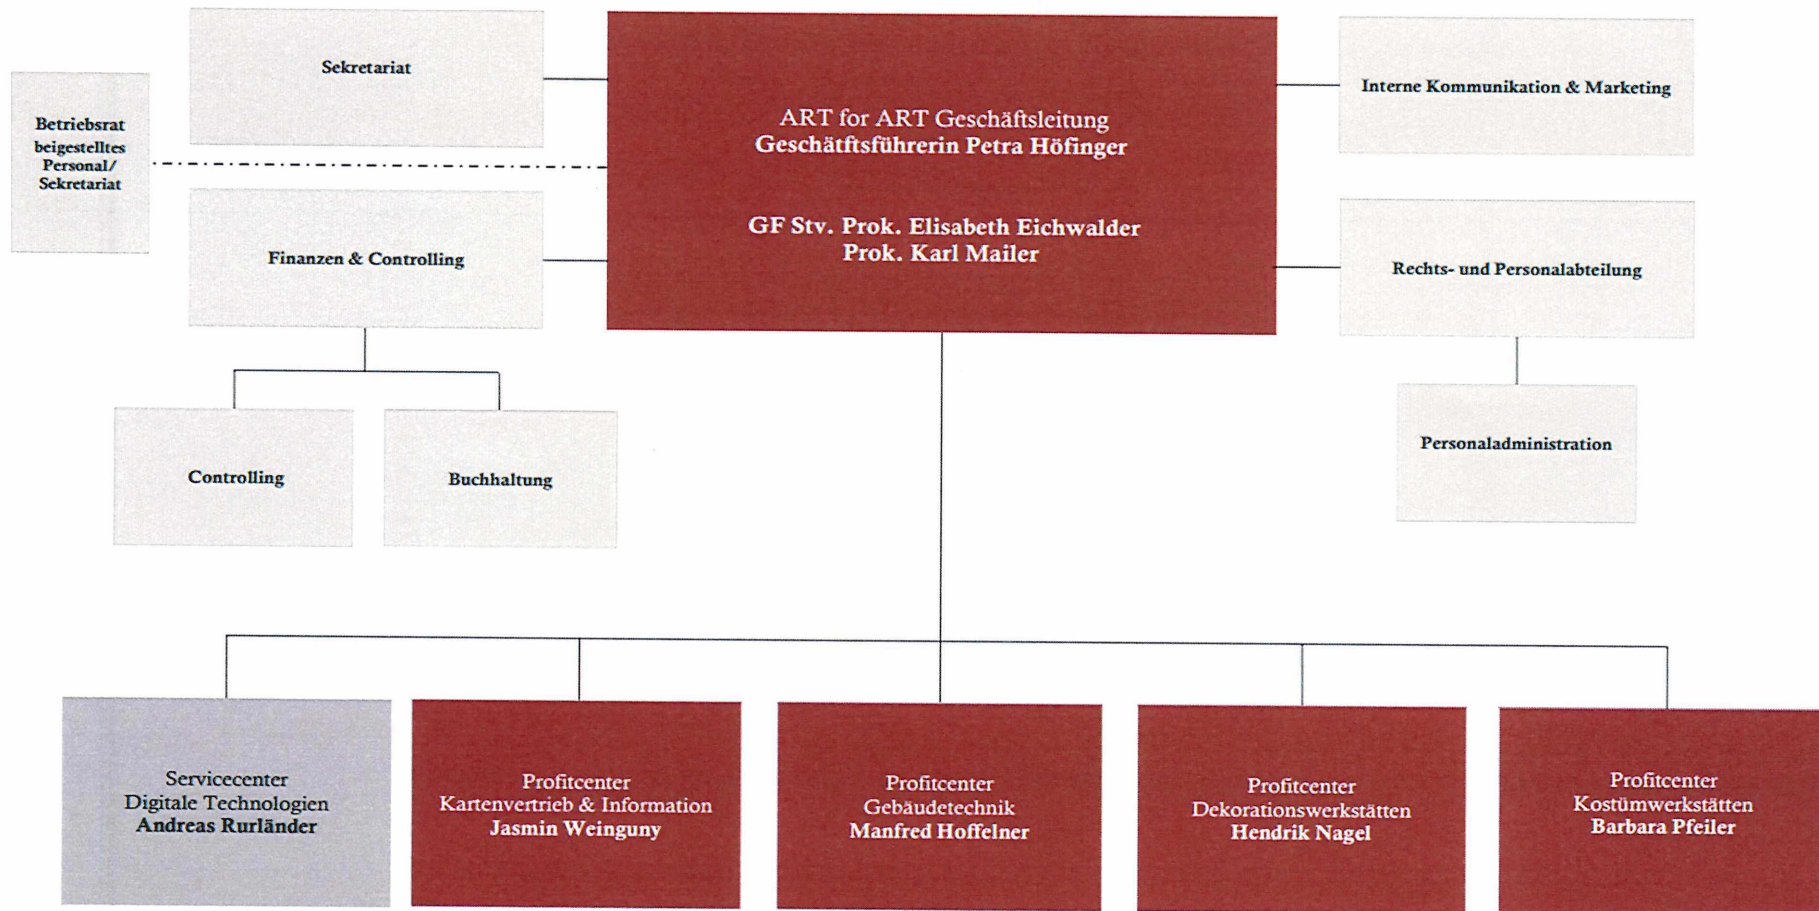 Sekretariat
Betriebsrat
beigestelltes
Personal/
Sekretariat
Finanzen & Controlling
Controlling
Buchhaltung
ART for ART Geschäftsleitung
Geschätftsführerin Petra Höfinger
GF Stv. Prok. Elisabeth Eichwalder
Prok. Karl Mailer
Interne Kommunikation & Marketing
Rechts- und Personalabteilung
Personaladministration
Servicecenter
Digitale Technologien
Andreas Rurländer
Profitcenter
Kartenvertrieb & Information
Jasmin Weinguny
Profitcenter
Gebäudetechnik
Manfred Hoffelner
Profitcenter
Dekorationswerkstätten
Hendrik Nagel
Profitcenter
Kostümwerkstätten
Barbara Pfeiler